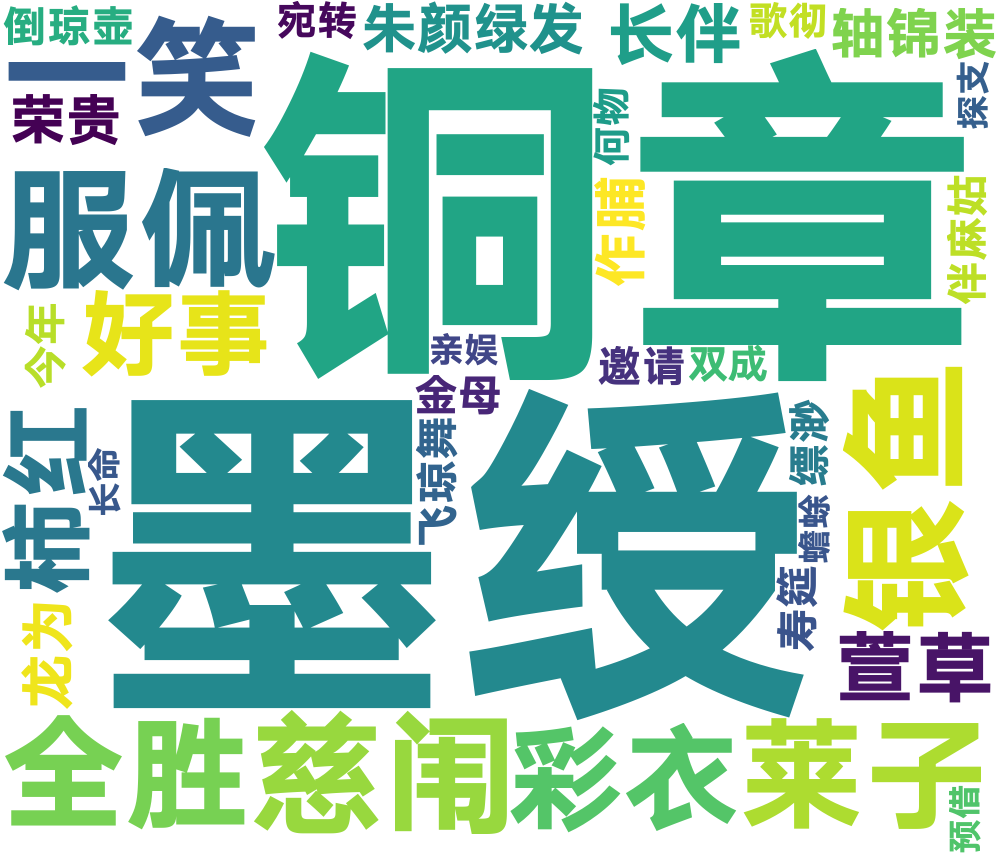 倒琼壶
宛转
朱颜绿发
长伴
歌彻
轴锦装
一笑
荣贵
铜章
何物
探支
服佩
作脯
伴麻姑
今年
好事
亲娱
邀请
双成
金母
银鱼
墨绶
柿红
长命
飞琼舞
缥渺
蟾蜍
寿筵
龙为
萱草
全胜
慈闱
彩衣
莱子
预借